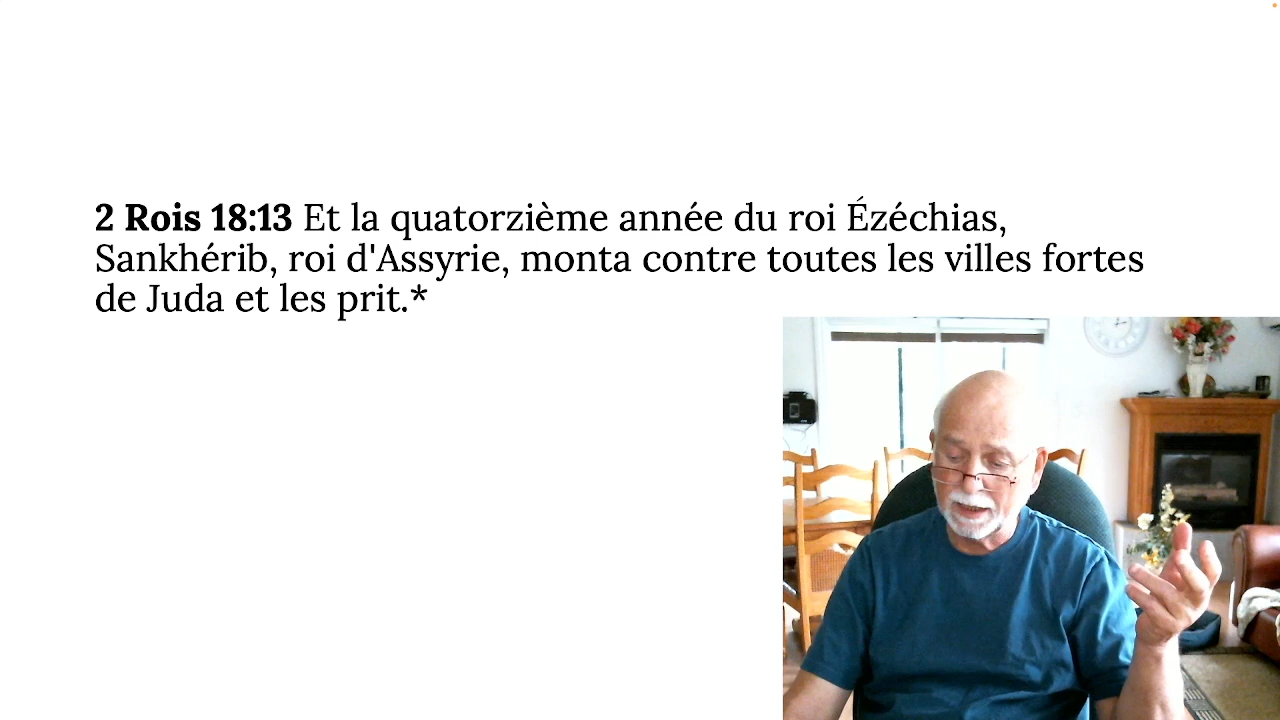 2 Rois 18:13 Et la quatorzième année du roi Ézéchias,
Sankhérib, roi d'Assyrie, monta contre toutes les villes fortes
de Juda et les prit.*